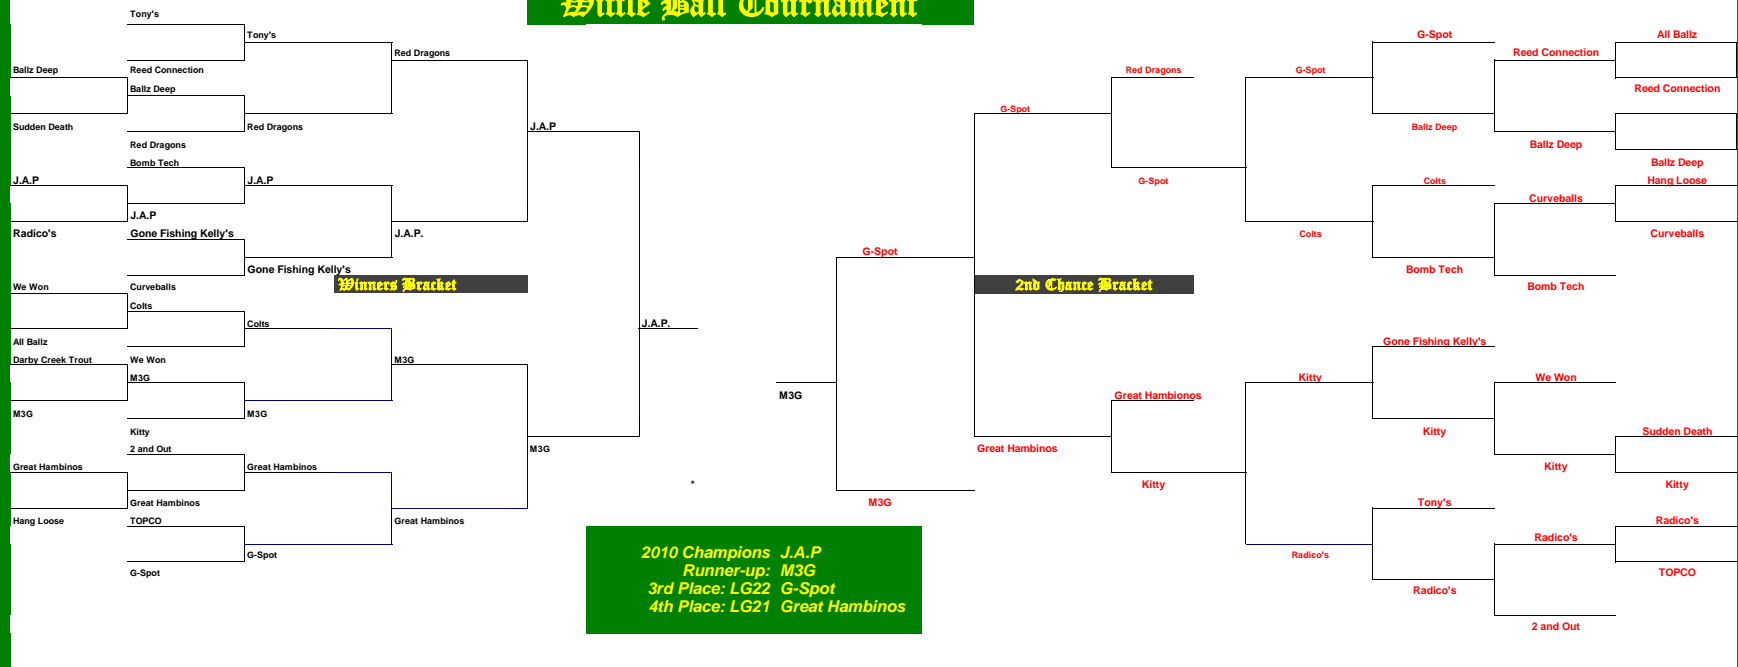 Wiffle Ball Tournament
Tony's
Tony's
Red Dragons
Ballz Deep
Reed Connection
Ballz Deep
Sudden Death
Red Dragons
Red Dragons
J.A.P
Bomb Tech
J.A.P
J.A.P
J.A.P
Radico's
Gone Fishing Kelly's
J.A.P.
Gone Fishing Kelly's
We Won
Curveballs
Winners Bracket
Colts
Colts
J.A.P.
All Ballz
Darby Creek Trout
We Won
M3G
M3G
M3G
M3G
Kitty
2 and Out
M3G
Great Hambinos
Great Hambinos
Great Hambinos
Hang Loose
TOPCO
Great Hambinos
G-Spot
G-Spot
*
M3G
G-Spot
M3G
G-Spot
2nd Chance Bracket
Great Hambinos
Red Dragons
G-Spot
Great Hambionos
Kitty
G-Spot
Colts
Kitty
Radico's
G-Spot
Ballz Deep
Colts
Bomb Tech
Gone Fishing Kelly's
Kitty
Tony's
Radico's
Reed Connection
Ballz Deep
Curveballs
Bomb Tech
We Won
Kitty
Radico's
2 and Out
All Ballz
Reed Connection
Ballz Deep
Hang Loose
Curveballs
Sudden Death
Kitty
Radico's
TOPCO
2010 Champions J.A.P
Runner-up: M3G
3rd Place: LG22 G-Spot
4th Place: LG21 Great Hambinos